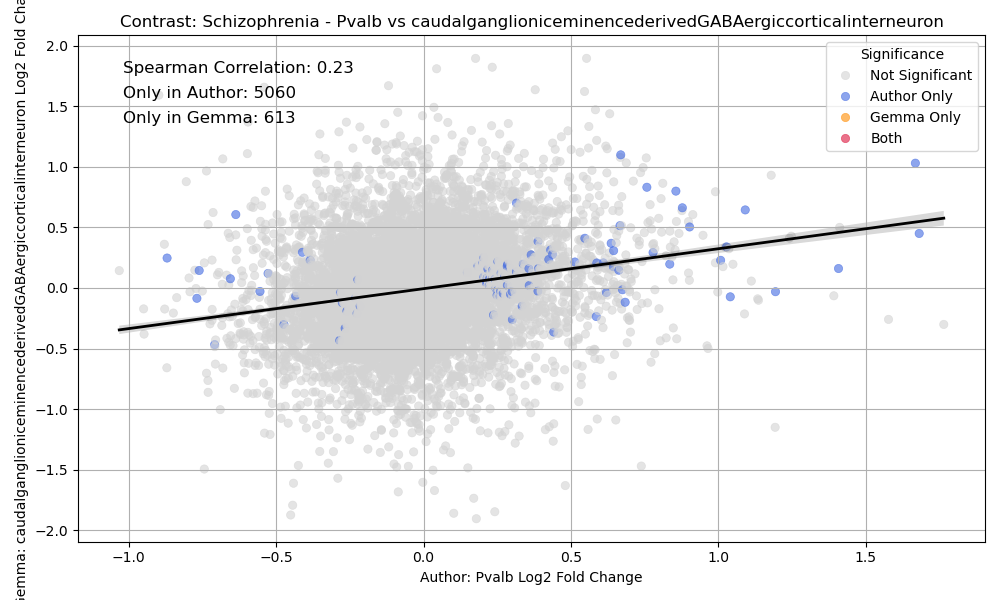 Contrast: Schizophrenia - Pvalb vs caudalganglioniceminencederivedGABAergiccorticalinterneuron
Spearman Correlation: 0.23
Only in Author: 5060
Only in Gemma: 613
Significance
Not Significant
Author Only
Gemma Only
Both
2.0
1.5
1.0
0.5
0.0
−0.5
−1.0
−1.5
−2.0
−1.0
−0.5
0.0
0.5
1.0
1.5
Author: Pvalb Log2 Fold Change
Gemma: caudalganglioniceminencederivedGABAergiccorticalinterneuron Log2 Fold Cha